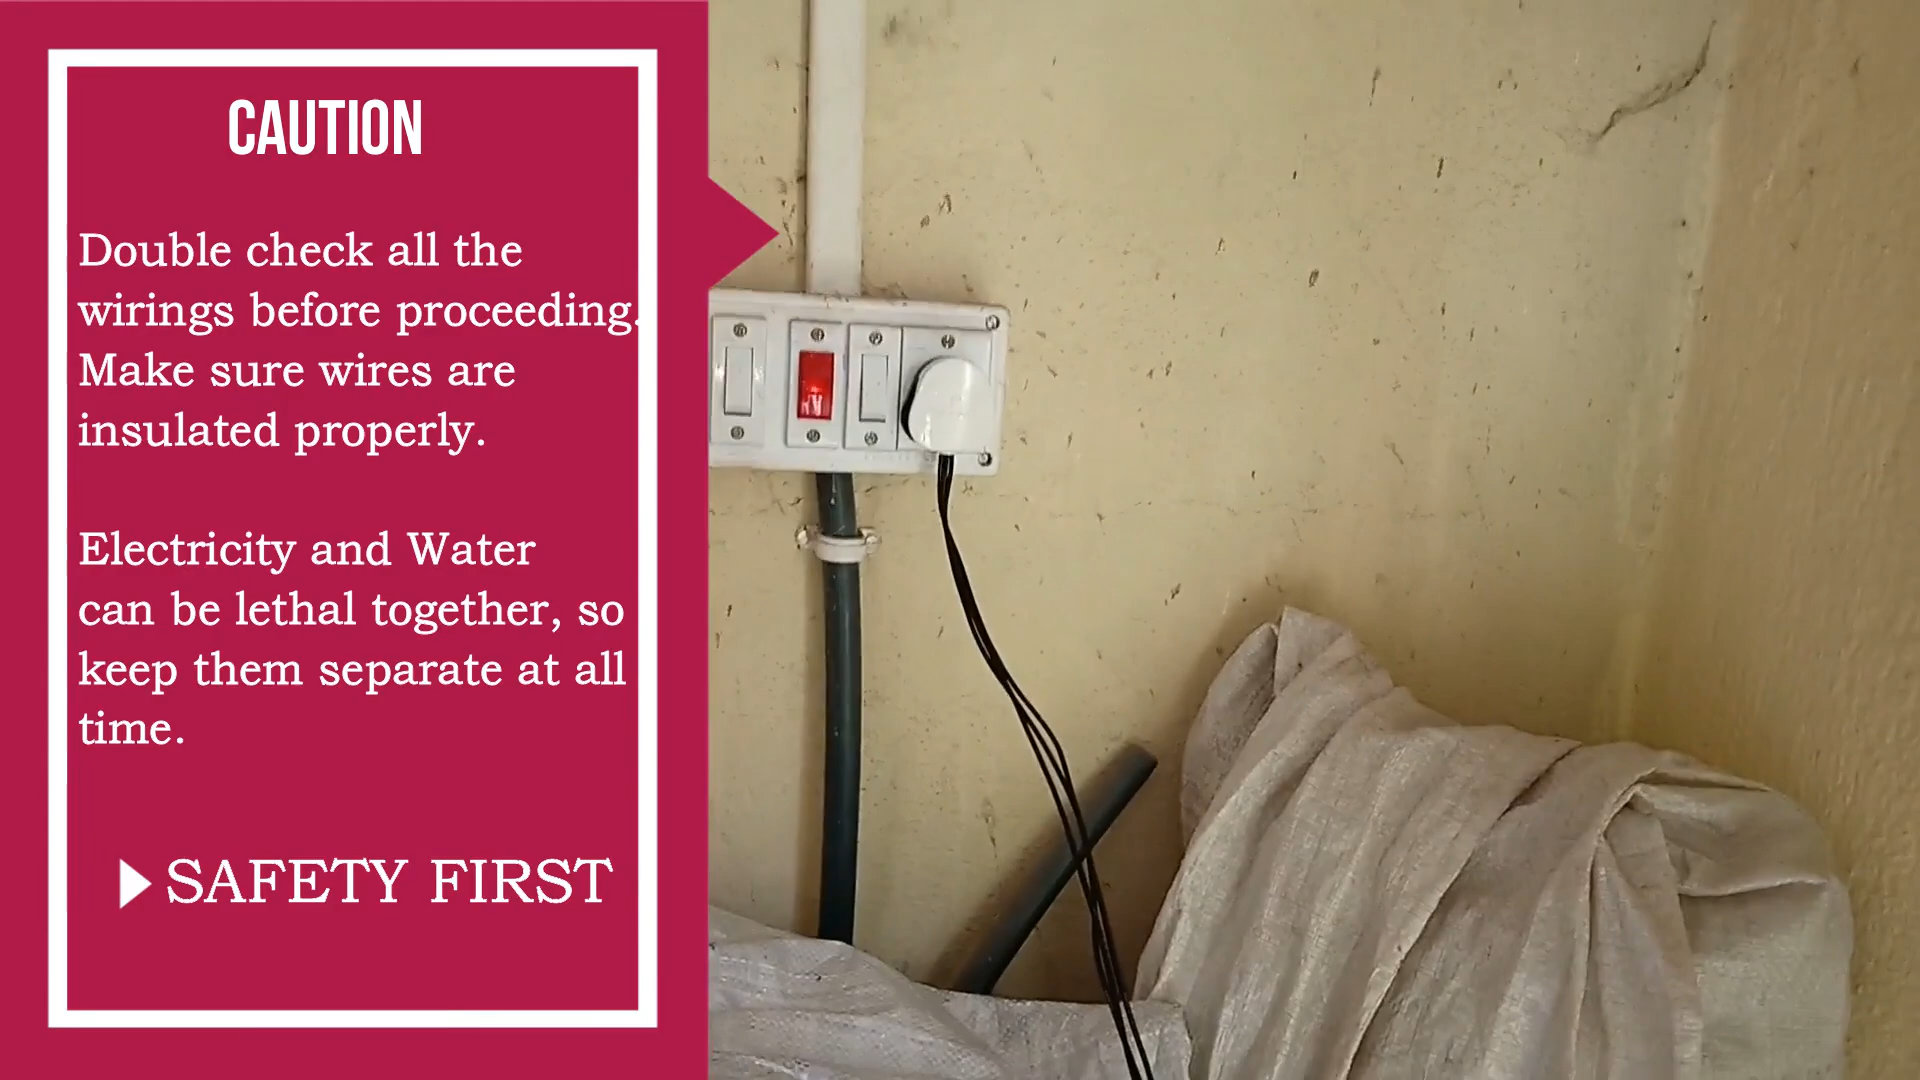 CAUTION
Double check all the
wirings before proceeding.
Make sure wires are
insulated properly.
Electricity and Water
can be lethal together, so
keep them separate at all
time.
SAFETY FIRST